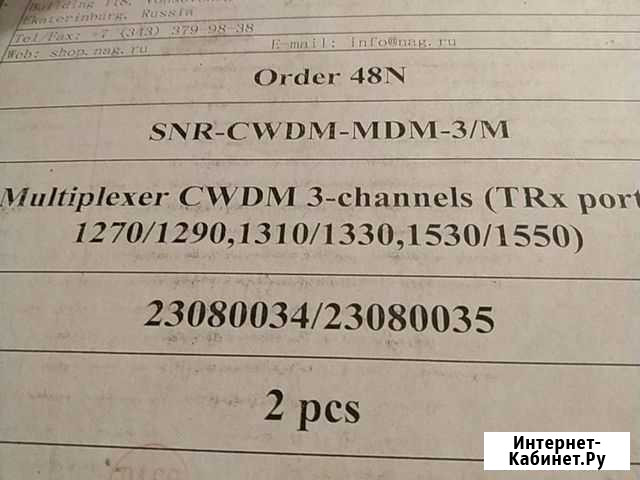 Building
Ekaterinburg, Russia
Tel/Fax: +7 (343) 379-98-38
Web: shop.nag.ru
E-mail: info@nag.ru
Order 48N
SNR-CWDM-MDM-3/M
Multiplexer CWDM 3-channels (TRx port
1270/1290,1310/1330,1530/1550)
23080034/23080035
2 pcs
Интернет-
Кабинет.Ру